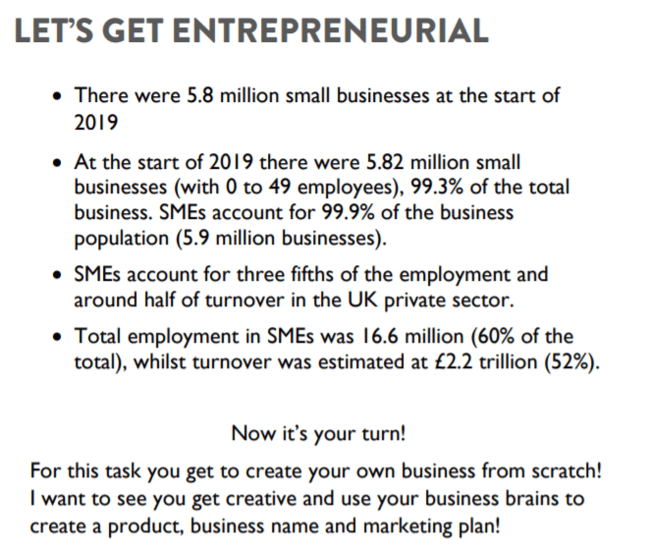 LET'S GET ENTREPRENEURIAL
• There were 5.8 million small businesses at the start of
2019
• At the start of 2019 there were 5.82 million small
businesses (with 0 to 49 employees), 99.3% of the total
business. SMEs account for 99.9% of the business
population (5.9 million businesses).
• SMEs account for three fifths of the employment and
around half of turnover in the UK private sector.
• Total employment in SMEs was 16.6 million (60% of the
total), whilst turnover was estimated at £2.2 trillion (52%).
Now it's your turn!
For this task you get to create your own business from scratch!
I want to see you get creative and use your business brains to
create a product, business name and marketing plan!